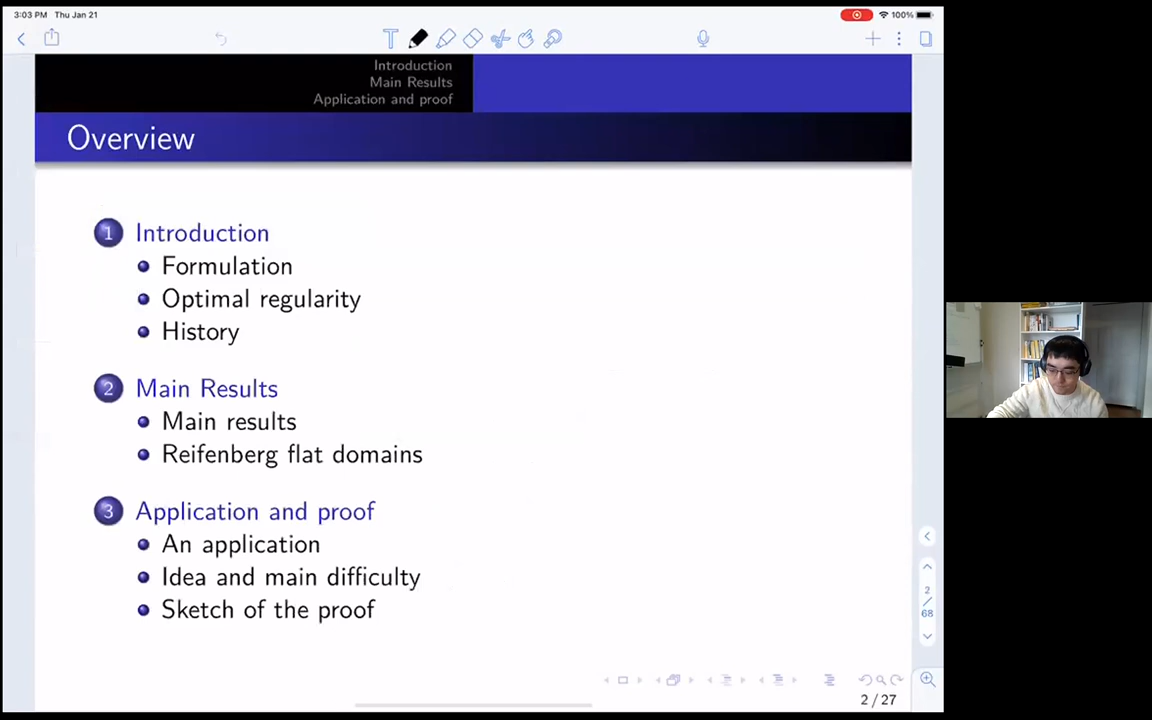 3:03 PM Thu Jan 21
100%
Introduction
Main Results
Application and proof
Overview
1 Introduction
Formulation
Optimal regularity
History
2 Main Results
Main results
Reifenberg flat domains
3 Application and proof
An application
Idea and main difficulty
Sketch of the proof
2
/
68
2 / 27